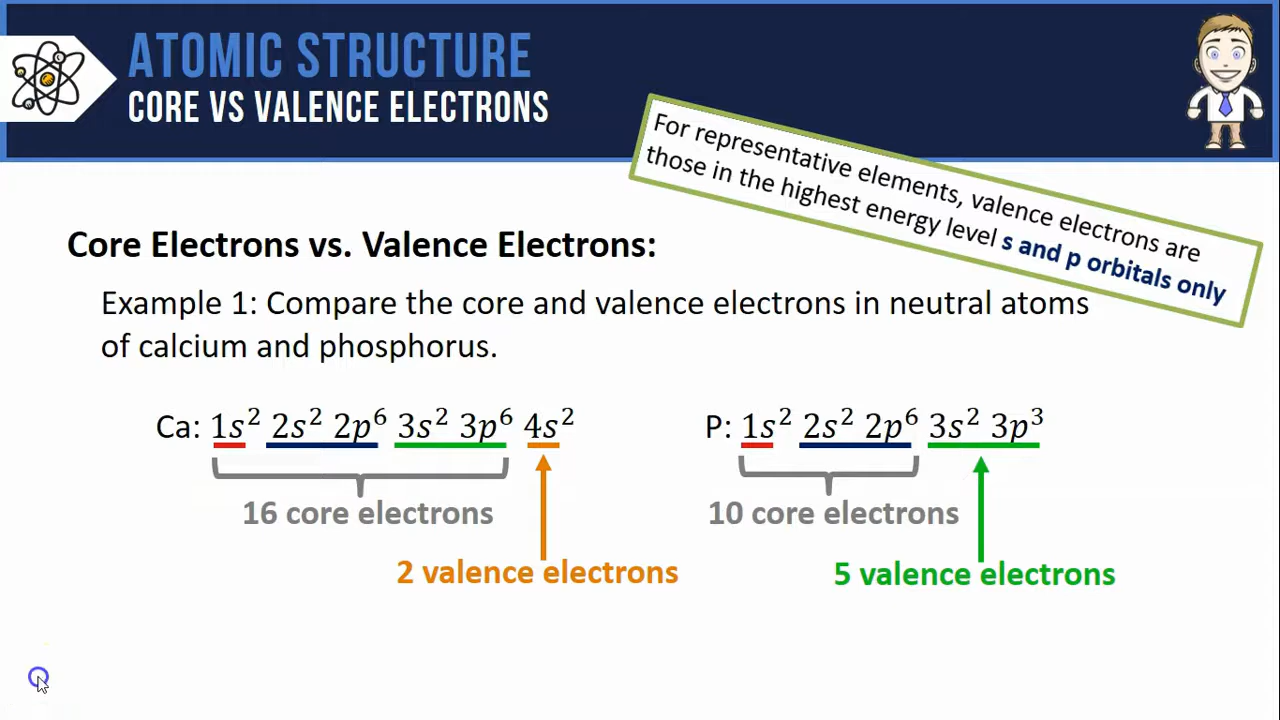 ATOMIC STRUCTURE
CORE VS VALENCE ELECTRONS
For representative elements, valence electrons are
those in the highest energy level s and p orbitals only
Core Electrons vs. Valence Electrons:
Example 1: Compare the core and valence electrons in neutral atoms
of calcium and phosphorus.
Ca: 1s² 2s² 2p⁶ 3s² 3p⁶ 4s²
16 core electrons
2 valence electrons
P: 1s² 2s² 2p⁶ 3s² 3p³
10 core electrons
5 valence electrons